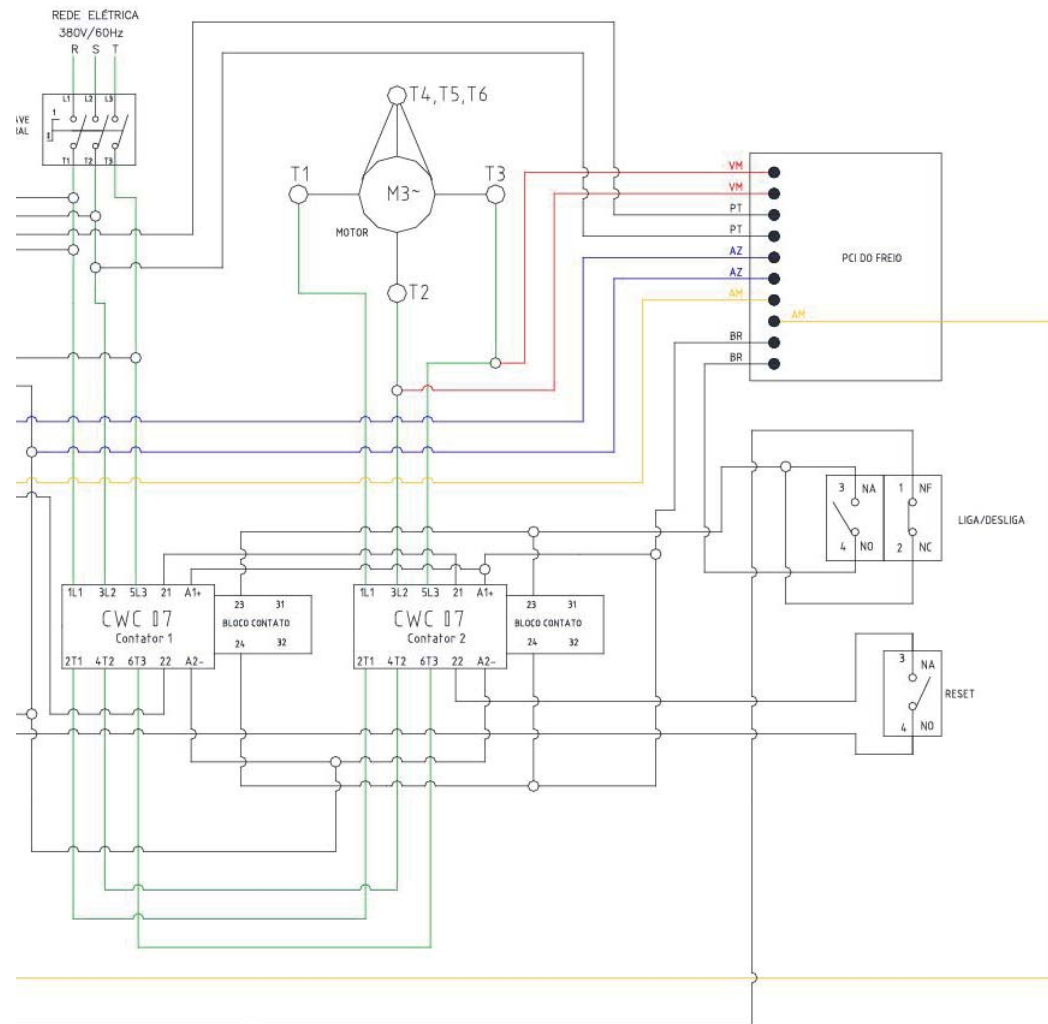 REDE ELÉTRICA
380V/60Hz
R S T
L1 L2 L3
1
AVE
RAL
T1 T2 T3
T4,T5,T6
T1
M3~
T3
MOTOR
T2
VM
VM
PT
PT
AZ
AZ
AM
AM
BR
BR
PCI DO FREIO
3 NA 1 NF
4 NO 2 NC
LIGA/DESLIGA
1L1 3L2 5L3 21 A1+
CWC 07
Contator 1
2T1 4T2 6T3 22 A2-
23 31
BLOCO CONTATO
24 32
1L1 3L2 5L3 21 A1+
CWC 07
Contator 2
2T1 4T2 6T3 22 A2-
23 31
BLOCO CONTATO
24 32
3 NA
4 NO
RESET